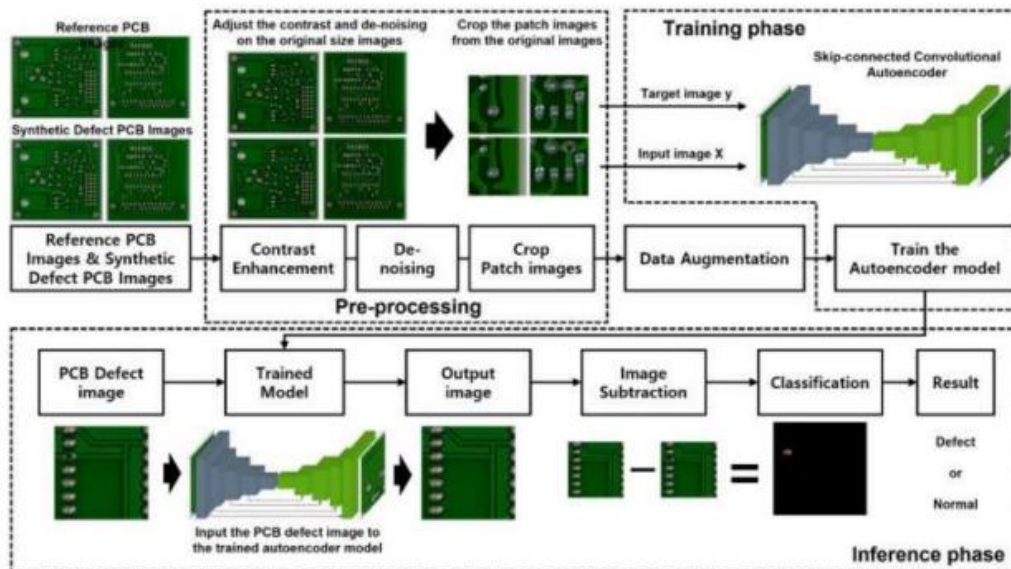 Reference PCB
Images
Synthetic Defect PCB Images
Adjust the contrast and de-noising
on the original size images
Crop the patch images
from the original images
Training phase
Skip-connected Convolutional
Autoencoder
Target image y
Input image X
Reference PCB
Images & Synthetic
Defect PCB Images
Contrast
Enhancement
De-
noising
Crop
Patch images
Data Augmentation
Train the
Autoencoder model
Pre-processing
PCB Defect
image
Trained
Model
Output
image
Image
Subtraction
Classification
Result
Input the PCB defect image to
the trained autoencoder model
Defect
or
Normal
Inference phase